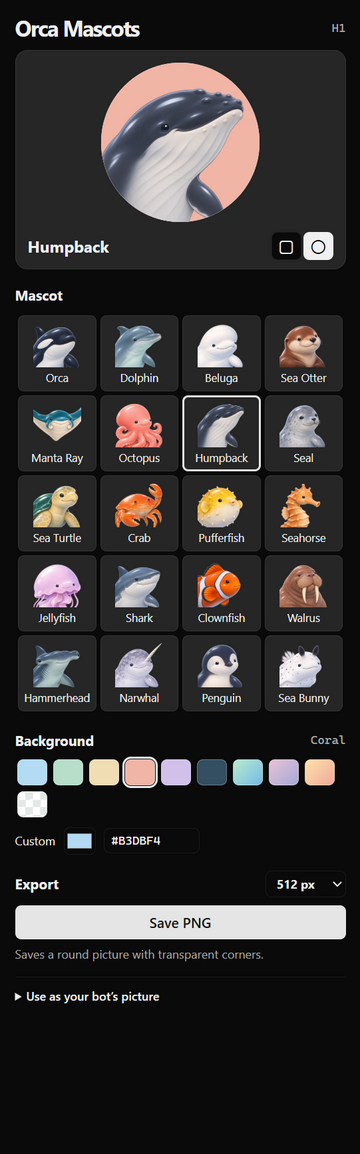 Orca Mascots H1
Humpback
Mascot
Orca Dolphin Beluga Sea Otter
Manta Ray Octopus Humpback Seal
Sea Turtle Crab Pufferfish Seahorse
Jellyfish Shark Clownfish Walrus
Hammerhead Narwhal Penguin Sea Bunny
Background Coral
Custom #B3DBF4
Export 512 px
Save PNG
Saves a round picture with transparent corners.
Use as your bot's picture